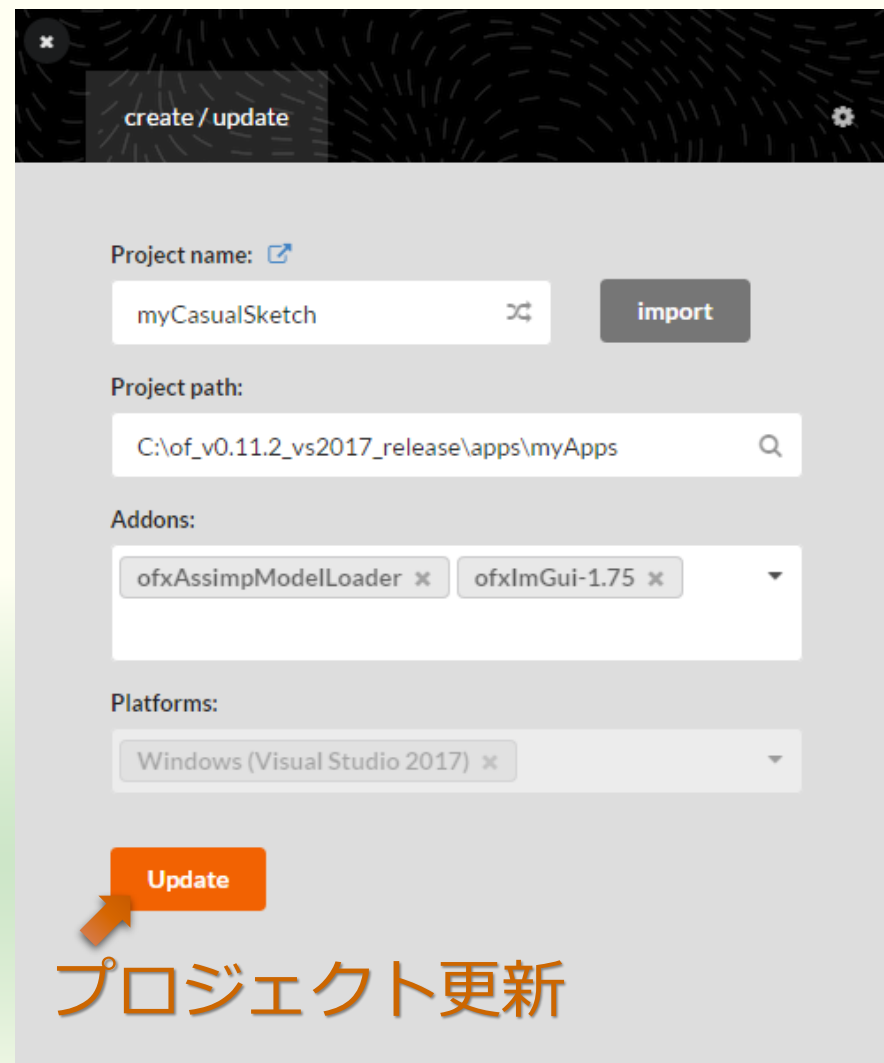 create / update
Project name:
myCasualSketch
import
Project path:
C:\of_v0.11.2_vs2017_release\apps\myApps
Addons:
ofxAssimpModelLoader ofxImGui-1.75
Platforms:
Windows (Visual Studio 2017)
Update
プロジェクト更新